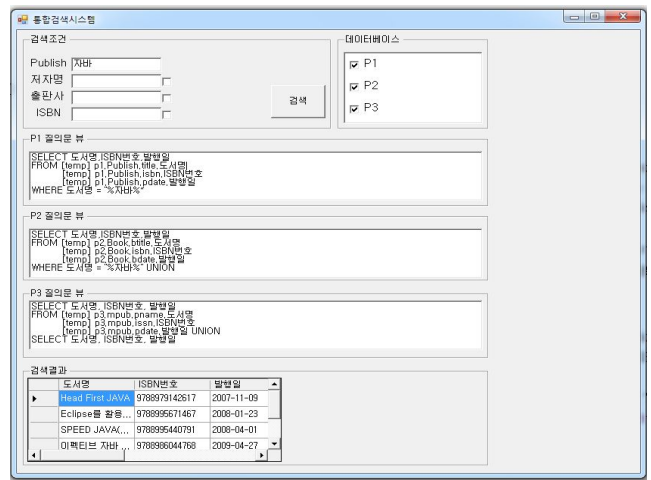 통합검색시스템
검색조건
데이터베이스
Publish 자바
저자명
출판사
ISBN
검색
P1
P2
P3
P1 질의문 뷰
SELECT 도서명,ISBN번호,발행일
FROM [temp] p1,Publish,title,도서명
[temp] p1,Publish,isbn,ISBN번호
[temp] p1,Publish,pdate,발행일
WHERE 도서명 = "%자바%"
P2 질의문 뷰
SELECT 도서명,ISBN번호,발행일
FROM [temp] p2,Book,btitle,도서명
[temp] p2,Book,isbn,ISBN번호
[temp] p2,Book,bdate,발행일
WHERE 도서명 = "%자바%" UNION
P3 질의문 뷰
SELECT 도서명, ISBN번호, 발행일
FROM [temp] p3,mpub,pname,도서명
[temp] p3,mpub,issn,ISBN번호
[temp] p3,mpub,pdate,발행일 UNION
SELECT 도서명, ISBN번호, 발행일
검색결과
도서명 ISBN번호 발행일
Head First JAVA 9788979142617 2007-11-09
Eclipse를 활용... 9788995671467 2008-01-23
SPEED JAVA(,... 9788995440791 2008-04-01
이펙티브 자바 ... 9788986044768 2009-04-27